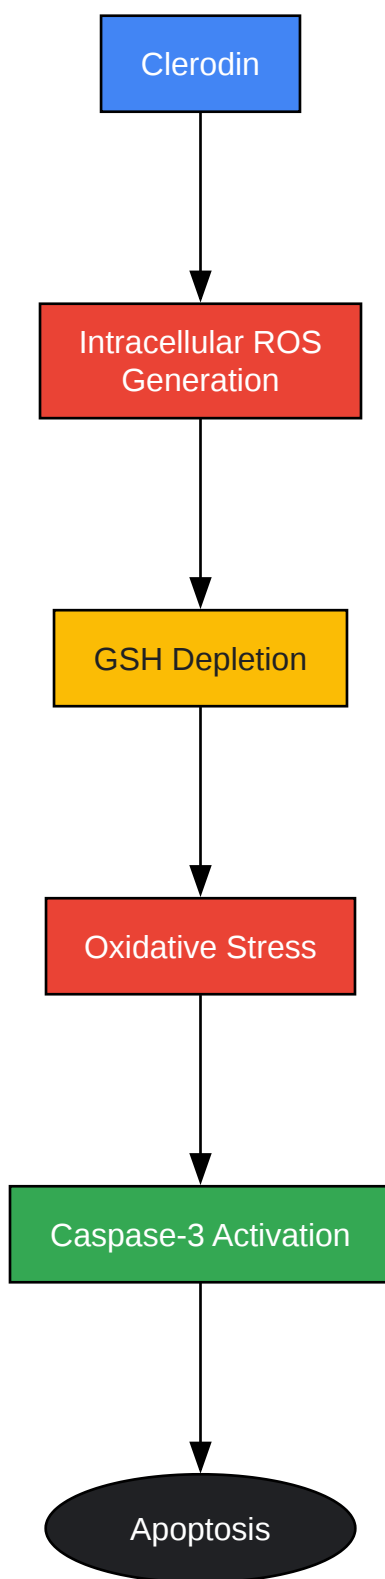 Clerodin
Intracellular ROS
Generation
GSH Depletion
Oxidative Stress
Caspase-3 Activation
Apoptosis